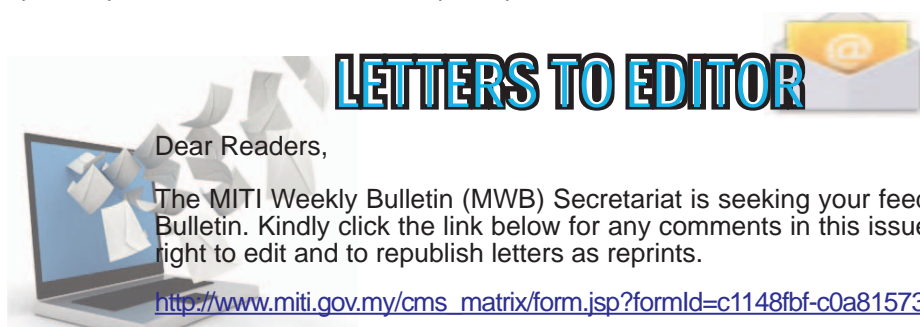 LETTERS TO EDITOR
Dear Readers,
The MITI Weekly Bulletin (MWB) Secretariat is seeking your
Bulletin. Kindly click the link below for any comments in this issue
right to edit and to republish letters as reprints.
http://www.miti.gov.my/cms_matrix/form.jsp?formId=c1148fbf-c0a81573